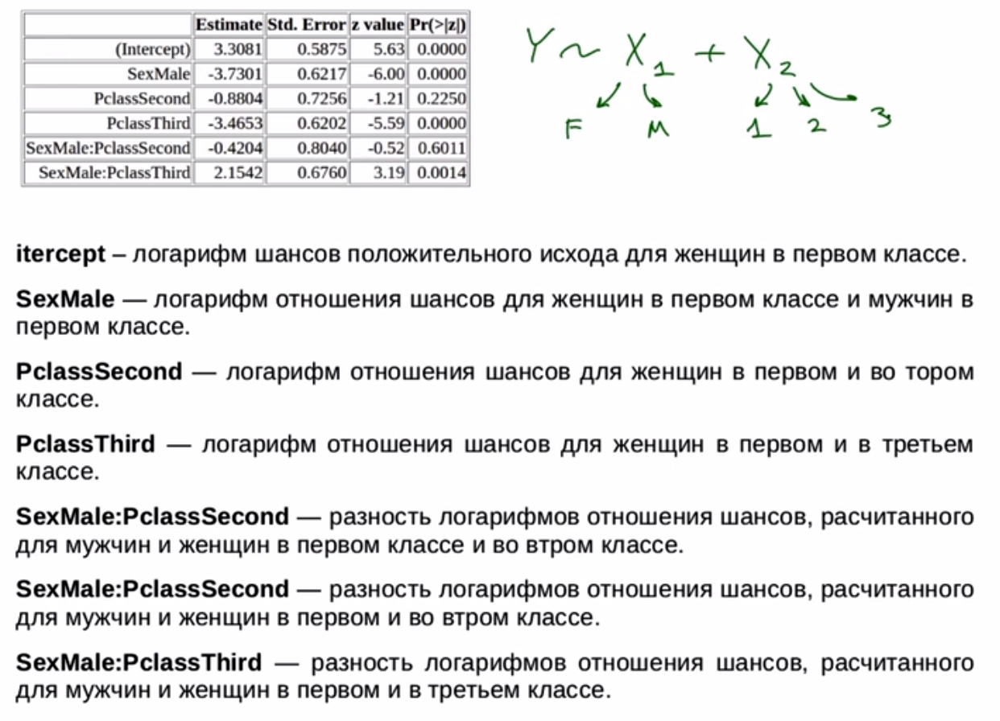 Estimate Std. Error z value Pr(>|z|)
(Intercept) 3.3081 0.5875 5.63 0.0000
SexMale -3.7301 0.6217 -6.00 0.0000
PclassSecond -0.8804 0.7256 -1.21 0.2250
PclassThird -3.4653 0.6202 -5.59 0.0000
SexMale:PclassSecond -0.4204 0.8040 -0.52 0.6011
SexMale:PclassThird 2.1542 0.6760 3.19 0.0014
Y ~ X1 + X2
F M 1 2 3
itercept – логарифм шансов положительного исхода для женщин в первом классе.
SexMale — логарифм отношения шансов для женщин в первом классе и мужчин в
первом классе.
PclassSecond — логарифм отношения шансов для женщин в первом и во тором
классе.
PclassThird — логарифм отношения шансов для женщин в первом и в третьем
классе.
SexMale:PclassSecond — разность логарифмов отношения шансов, расчитанного
для мужчин и женщин в первом классе и во втром классе.
SexMale:PclassSecond — разность логарифмов отношения шансов, расчитанного
для мужчин и женщин в первом и во втром классе.
SexMale:PclassThird — разность логарифмов отношения шансов, расчитанного
для мужчин и женщин в первом и в третьем классе.